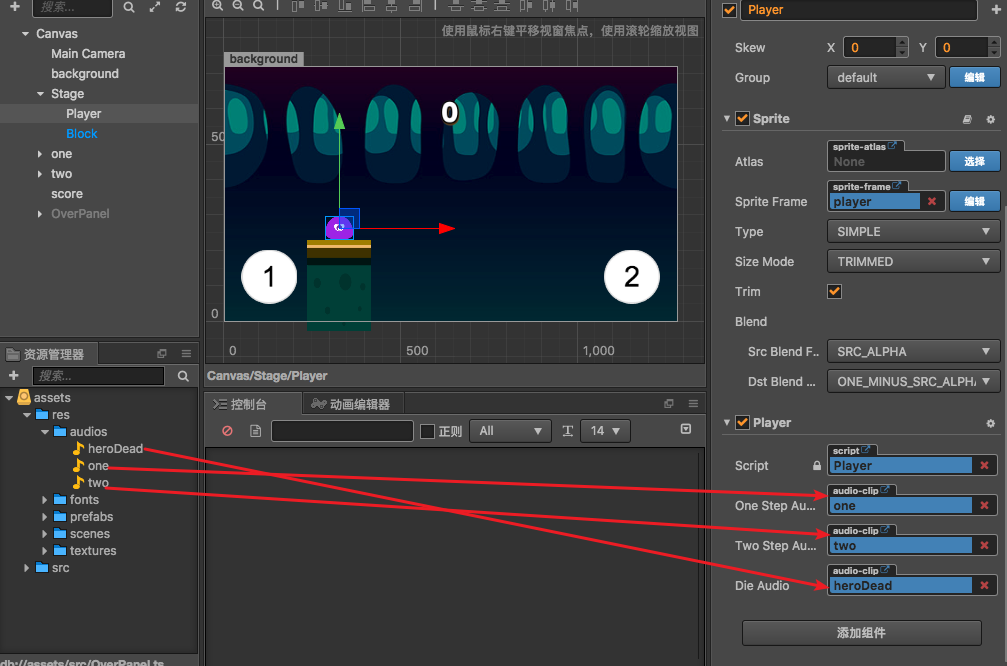 搜索...
Canvas
Main Camera
background
Stage
Player
Block
one
two
score
OverPanel
使用鼠标右键平移视窗焦点，使用滚轮缩放视图
background
0
1
2
50
0
0
500
1,000
Canvas/Stage/Player
资源管理器
搜索...
assets
res
audios
heroDead
one
two
fonts
prefabs
scenes
textures
src
db://assets/src/OverPanel.ts
控制台
动画编辑器
正则
All
14
Player
Skew
X
0
Y
0
Group
default
编辑
Sprite
Atlas
sprite-atlas
None
选择
Sprite Frame
sprite-frame
player
编辑
Type
SIMPLE
Size Mode
TRIMMED
Trim
Blend
Src Blend F..
SRC_ALPHA
Dst Blend ...
ONE_MINUS_SRC_ALPH
Player
Script
script
Player
One Step Au...
audio-clip
one
Two Step Au...
audio-clip
two
Die Audio
audio-clip
heroDead
添加组件